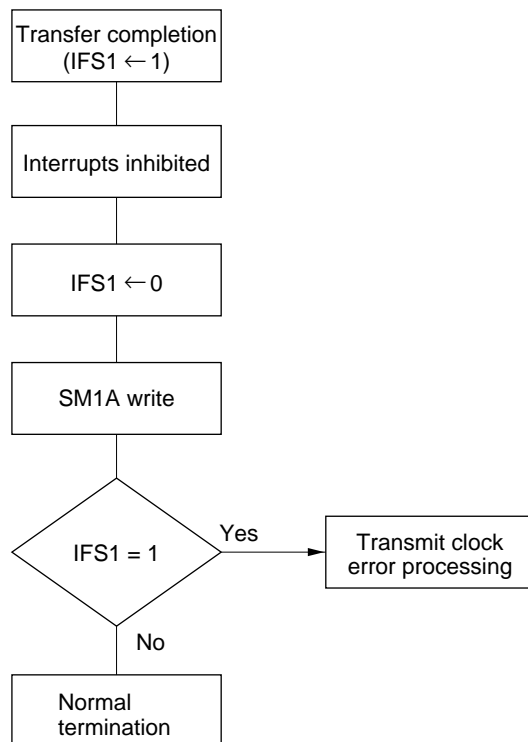 Transfer completion
(IFS1 ← 1)
Interrupts inhibited
IFS1 ← 0
SM1A write
IFS1 = 1
Yes
Transmit clock
error processing
No
Normal
termination